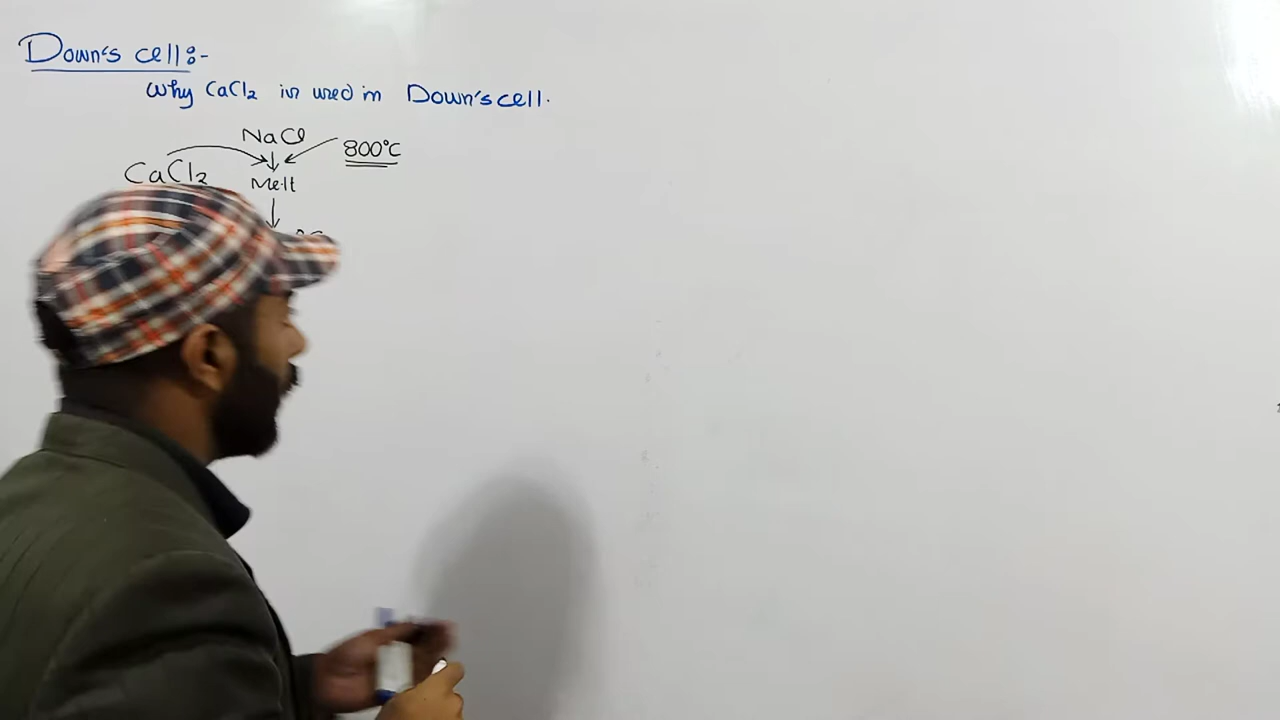 Down's cell:-
Why CaCl₂ is used in Down's cell.
NaCl
800°C
CaCl₂
Melt